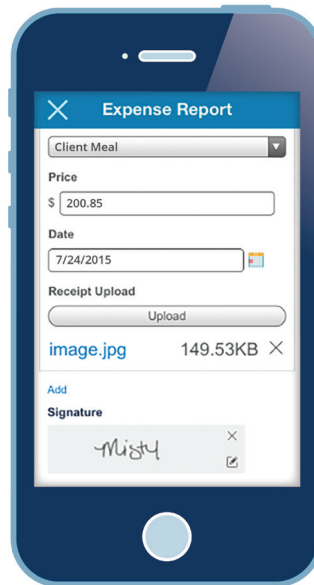 Expense Report
Client Meal
Price
$ 200.85
Date
7/24/2015
Receipt Upload
Upload
image.jpg 149.53KB
Add
Signature
Misty